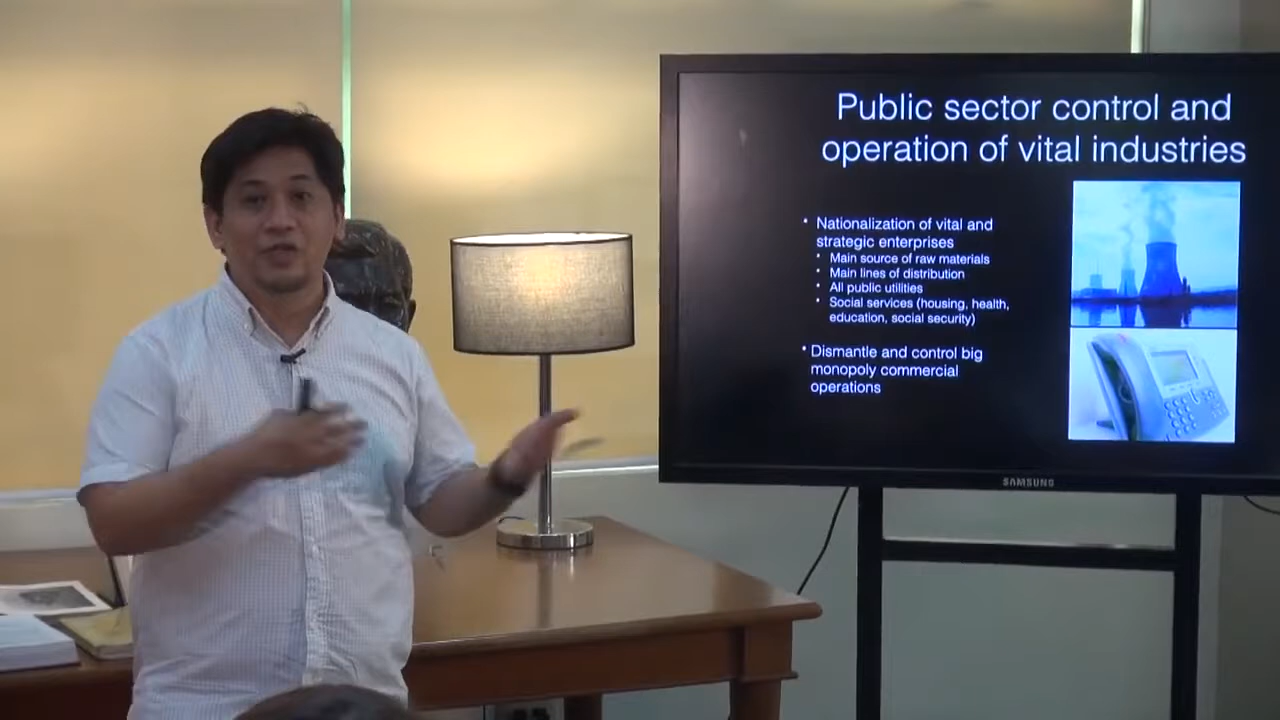 Public sector control and
operation of vital industries
• Nationalization of vital and
strategic enterprises
• Main source of raw materials
• Main lines of distribution
• All public utilities
• Social services (housing, health,
education, social security)
• Dismantle and control big
monopoly commercial
operations
SAMSUNG